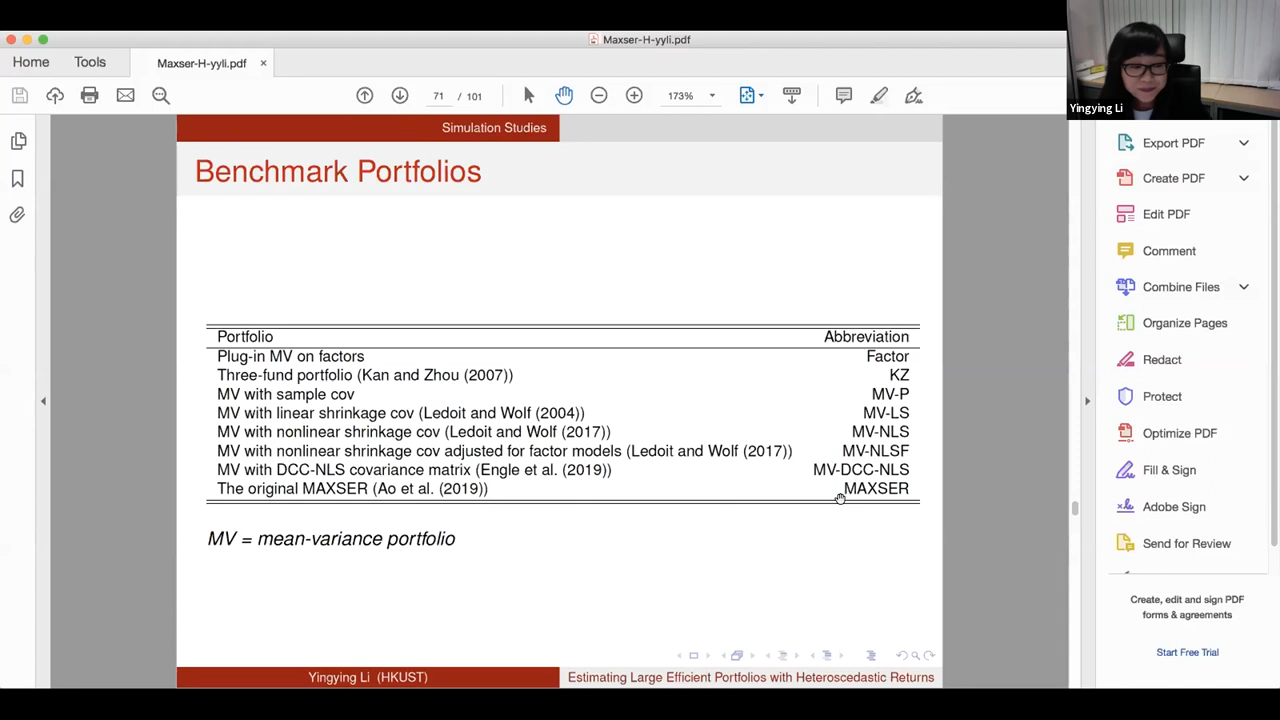 Maxser-H-yyli.pdf
Home
Tools
Maxser-H-yyli.pdf ×
71 / 101
173%
Yingying Li
Simulation Studies
Benchmark Portfolios
Portfolio Abbreviation
Plug-in MV on factors Factor
Three-fund portfolio (Kan and Zhou (2007)) KZ
MV with sample cov MV-P
MV with linear shrinkage cov (Ledoit and Wolf (2004)) MV-LS
MV with nonlinear shrinkage cov (Ledoit and Wolf (2017)) MV-NLS
MV with nonlinear shrinkage cov adjusted for factor models (Ledoit and Wolf (2017)) MV-NLSF
MV with DCC-NLS covariance matrix (Engle et al. (2019)) MV-DCC-NLS
The original MAXSER (Ao et al. (2019)) MAXSER
MV = mean-variance portfolio
Yingying Li (HKUST)
Estimating Large Efficient Portfolios with Heteroscedastic Returns
Export PDF
Create PDF
Edit PDF
Comment
Combine Files
Organize Pages
Redact
Protect
Optimize PDF
Fill & Sign
Adobe Sign
Send for Review
Create, edit and sign PDF
forms & agreements
Start Free Trial